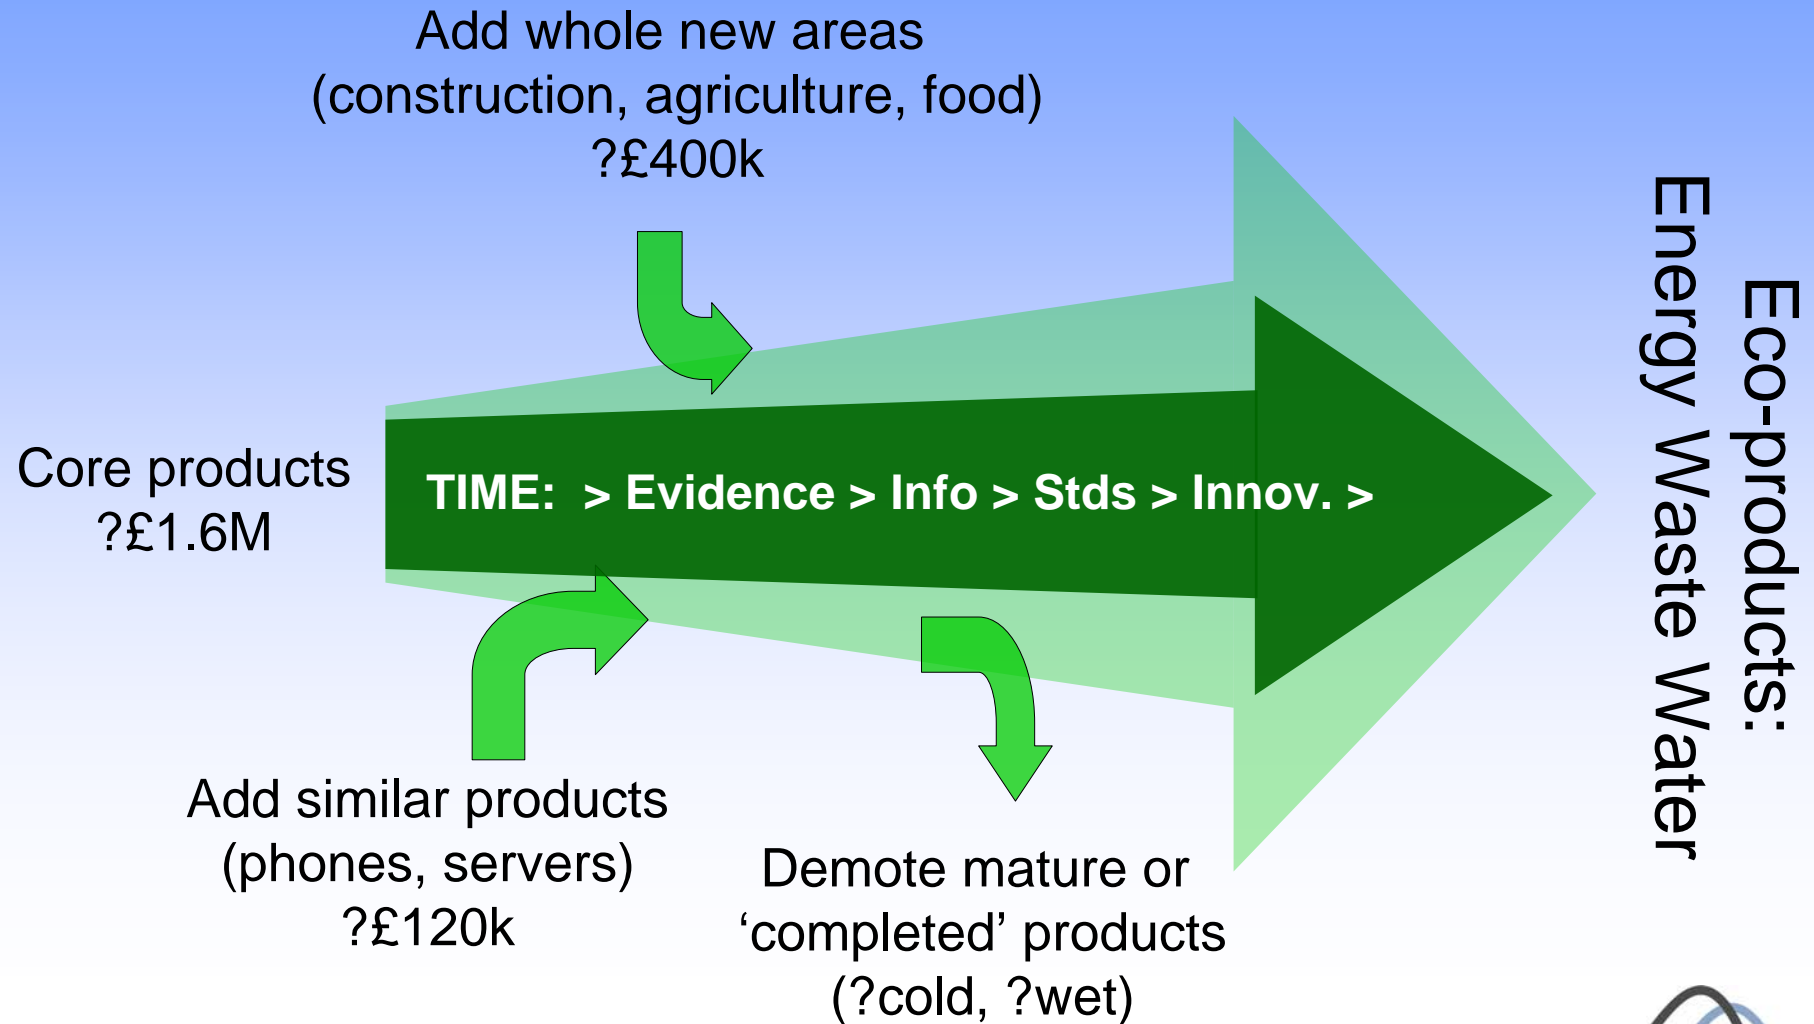 Add whole new areas
(construction, agriculture, food)
?£400k
Core products
?£1.6M
TIME:  > Evidence > Info > Stds > Innov. >
Add similar products
(phones, servers)
?£120k
Demote mature or
‘completed’ products
(?cold, ?wet)
Eco-products:
Energy Waste Water